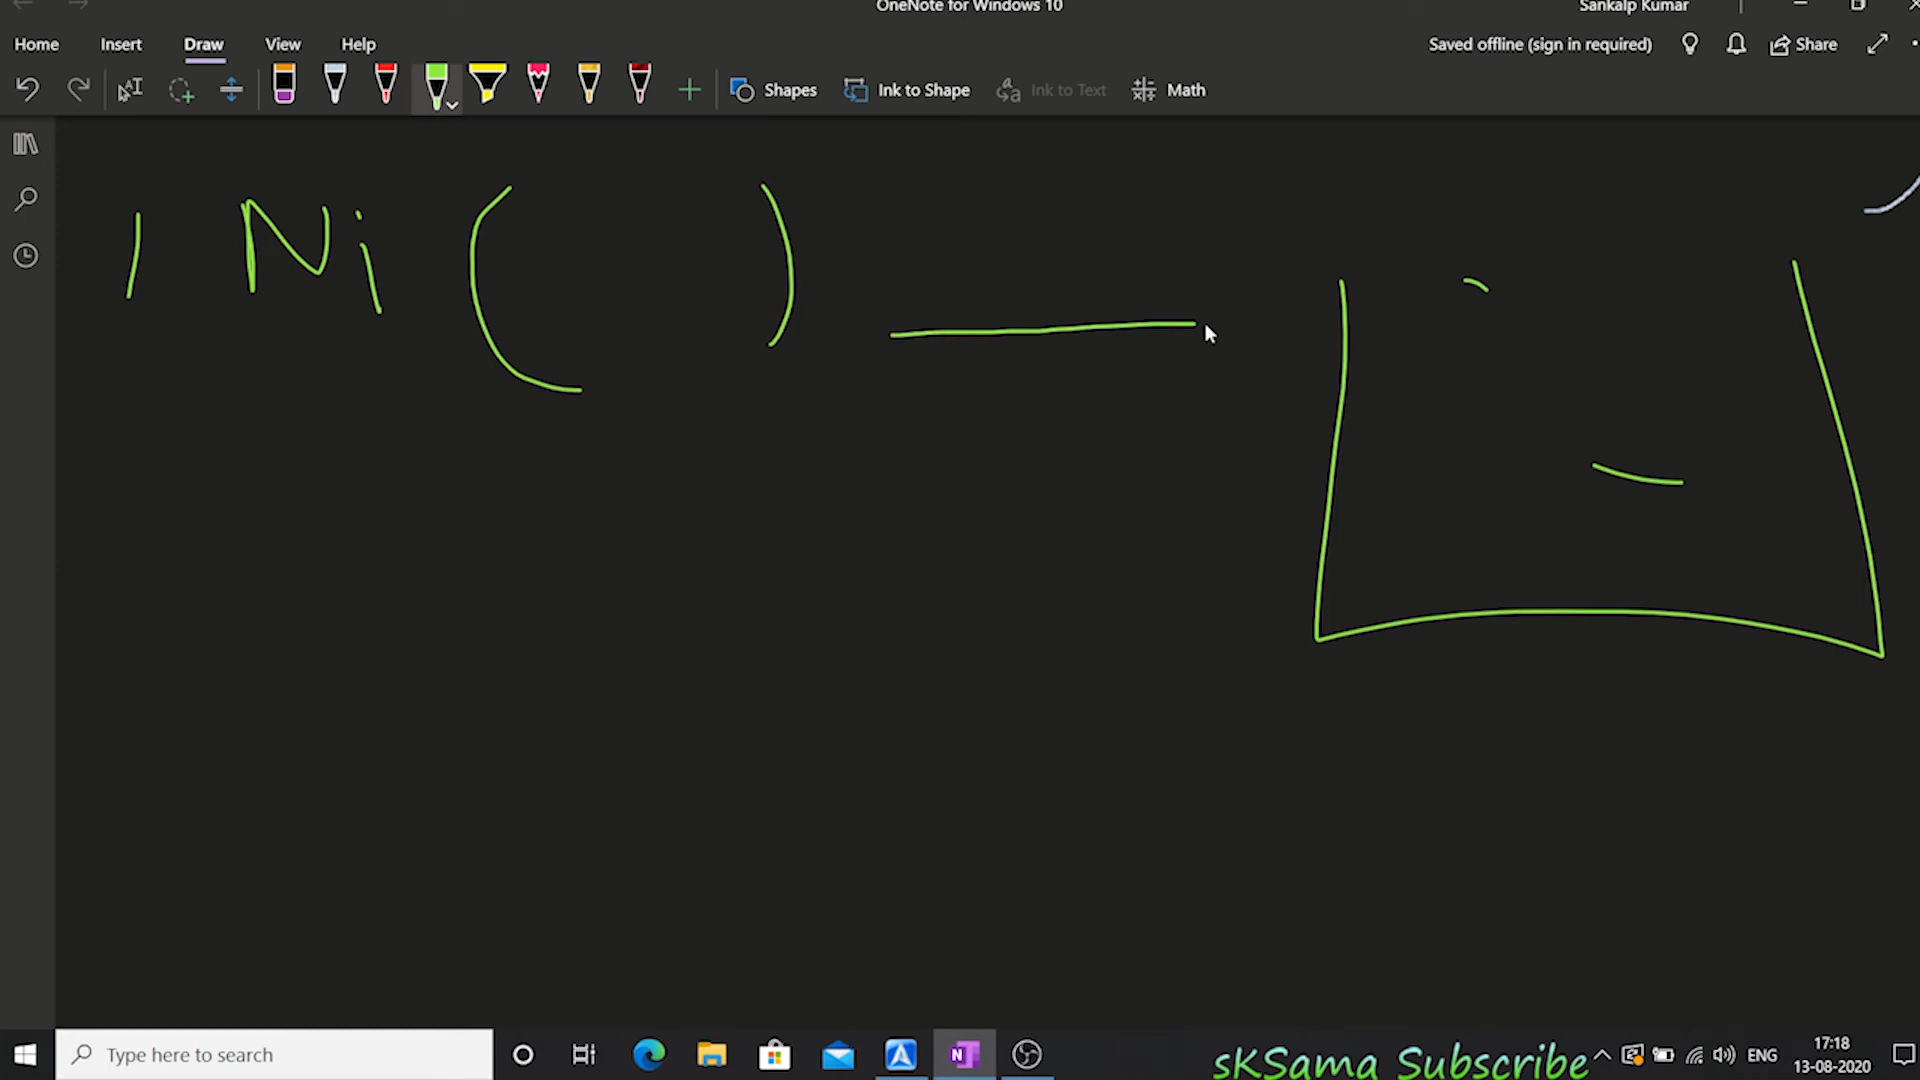 OneNote for Windows 10
Sankalp Kumar
Home Insert Draw View Help
Saved offline (sign in required) Share
Shapes Ink to Shape Ink to Text Math
1 Ni ( )
Type here to search
sKSama Subscribe
ENG
17:18
13-08-2020